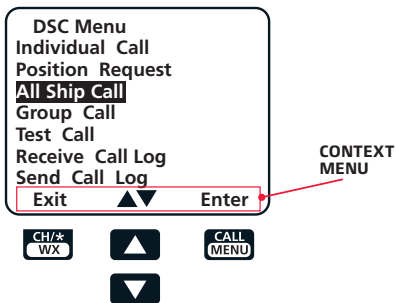 DSC Menu
Individual Call
Position Request
All Ship Call
Group Call
Test Call
Receive Call Log
Send Call Log
Exit ▲▼ Enter
CONTEXT
MENU
CH/*
WX
▲
CALL
MENU
▼